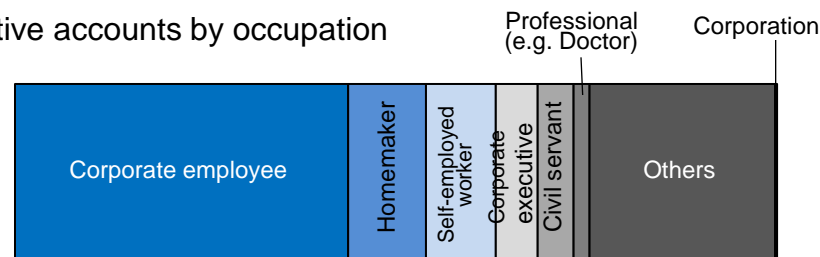 tive accounts by occupation
Professional
(e.g. Doctor)
Corporation
Corporate employee
Homemaker
Self-employed
worker
Corporate
executive
Civil servant
Others